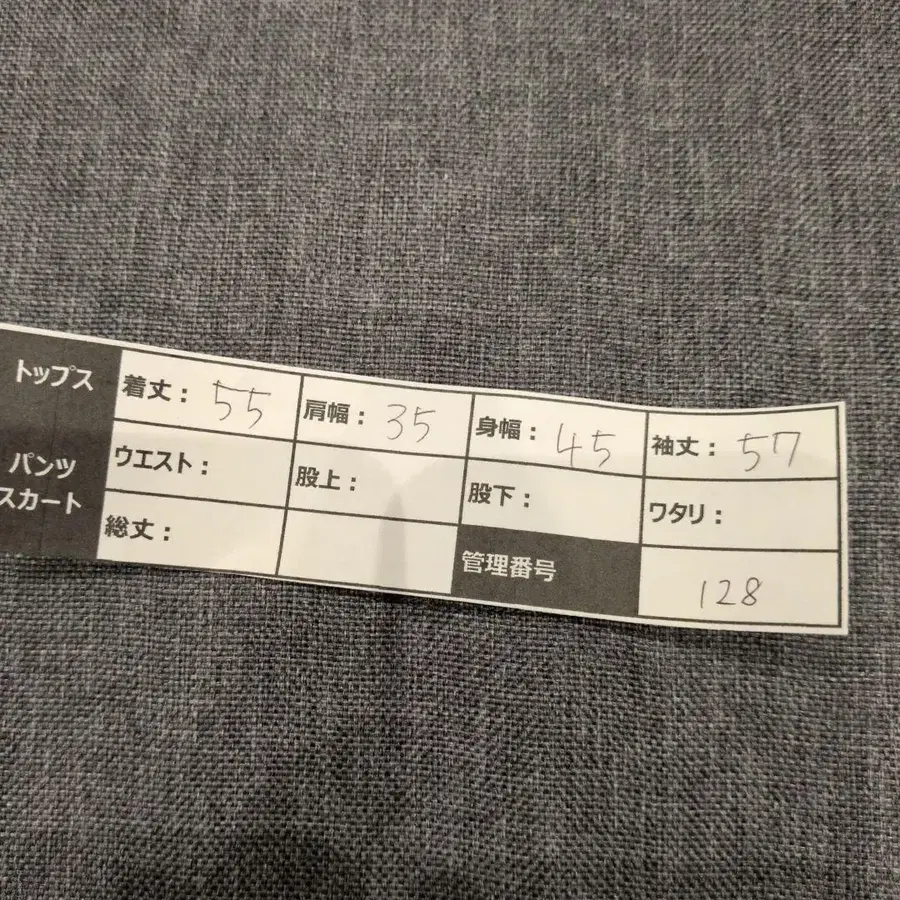 トップス 着丈： 55 肩幅： 35 身幅： 45 袖丈： 57
パンツ スカート ウエスト： 股上： 股下： ワタリ：
総丈： 管理番号 128